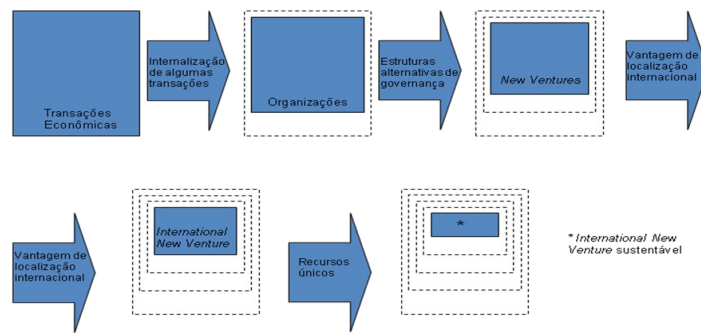 Transações
Econômicas
Internalização
de algumas
transações
Organizações
Estruturas
alternativas de
governança
New Ventures
Vantagem de
localização
internacional
Vantagem de
localização
internacional
International
New Venture
Recursos
únicos
*
* International New
Venture sustentável